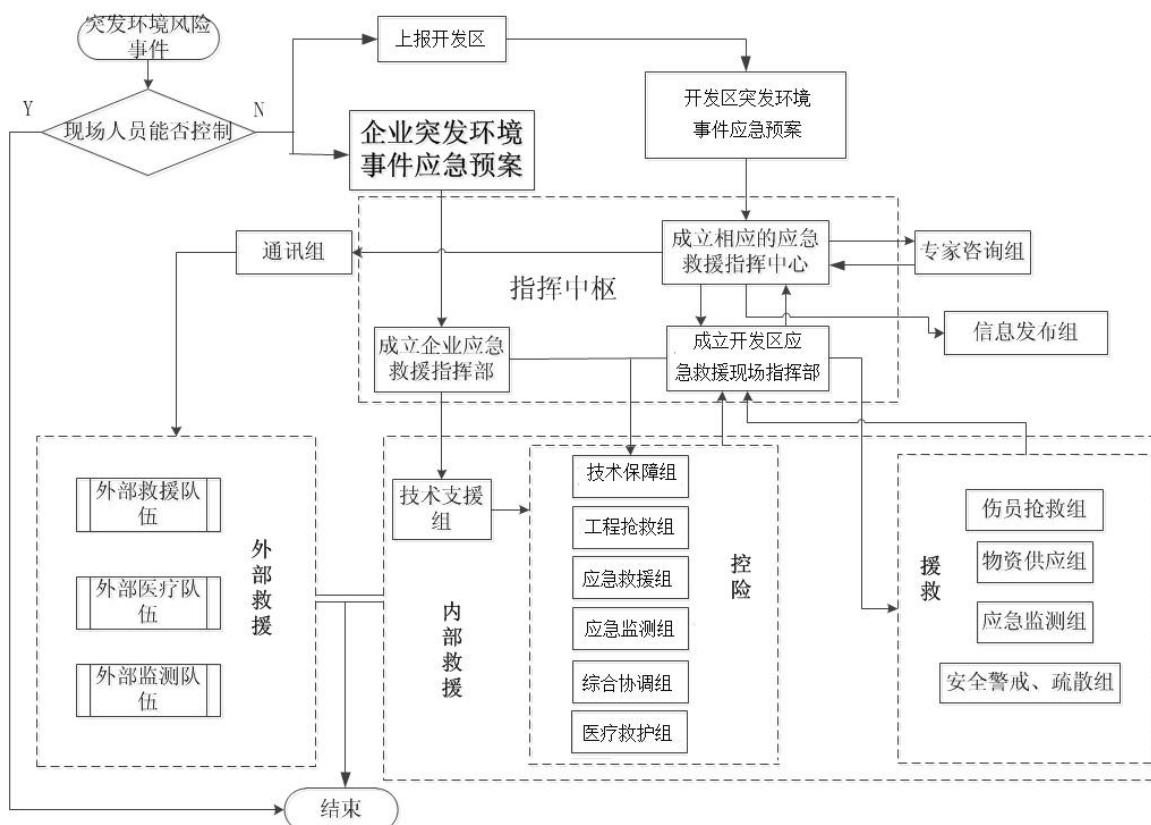 突发环境风险
事件
上报开发区
Y
N
现场人员能否控制
开发区突发环境
事件应急预案
企业突发环境
事件应急预案
成立相应的应急
救援指挥中心
通讯组
专家咨询组
指挥中枢
信息发布组
成立企业应急
救援指挥部
成立开发区应
急救援现场指挥部
外部救援队
伍
外部医疗队
伍
外部监测队
伍
外部救援
技术支援
组
内部救援
技术保障组
工程抢救组
应急救援组
应急监测组
综合协调组
医疗救护组
控险
援救
伤员抢救组
物资供应组
应急监测组
安全警戒、疏散组
结束